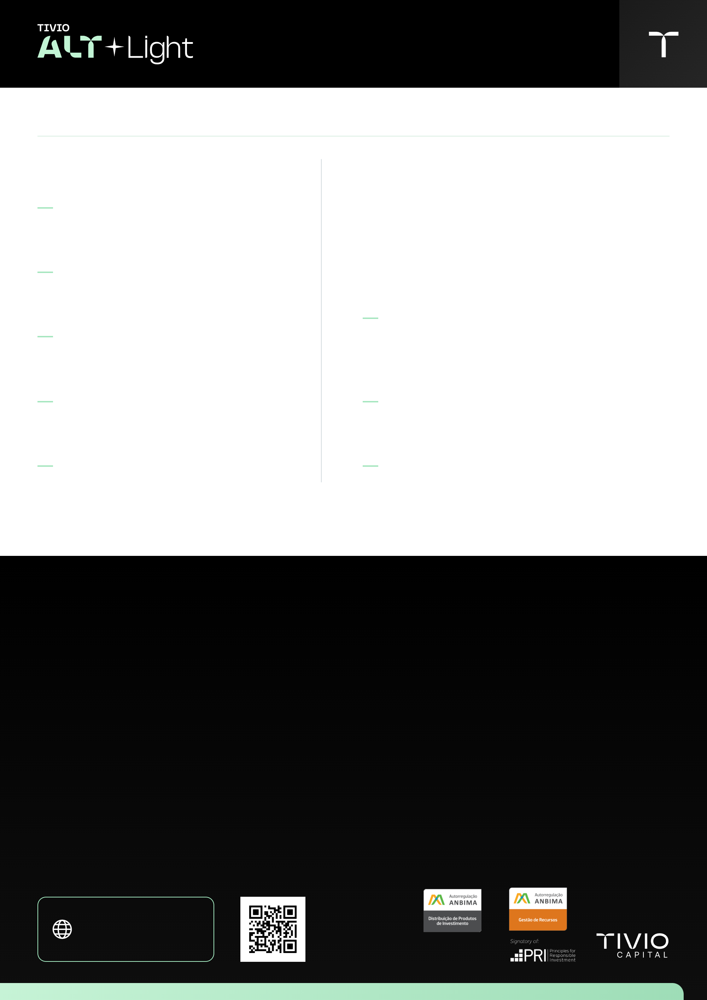 TIVIO
ALT Light
T
Autorregulação
ANBIMA
Distribuição de Produtos
de Investimento
Autorregulação
ANBIMA
Gestão de Recursos
Signatory of:
PRI Principles for
Responsible
Investment
TIVIO
CAPITAL